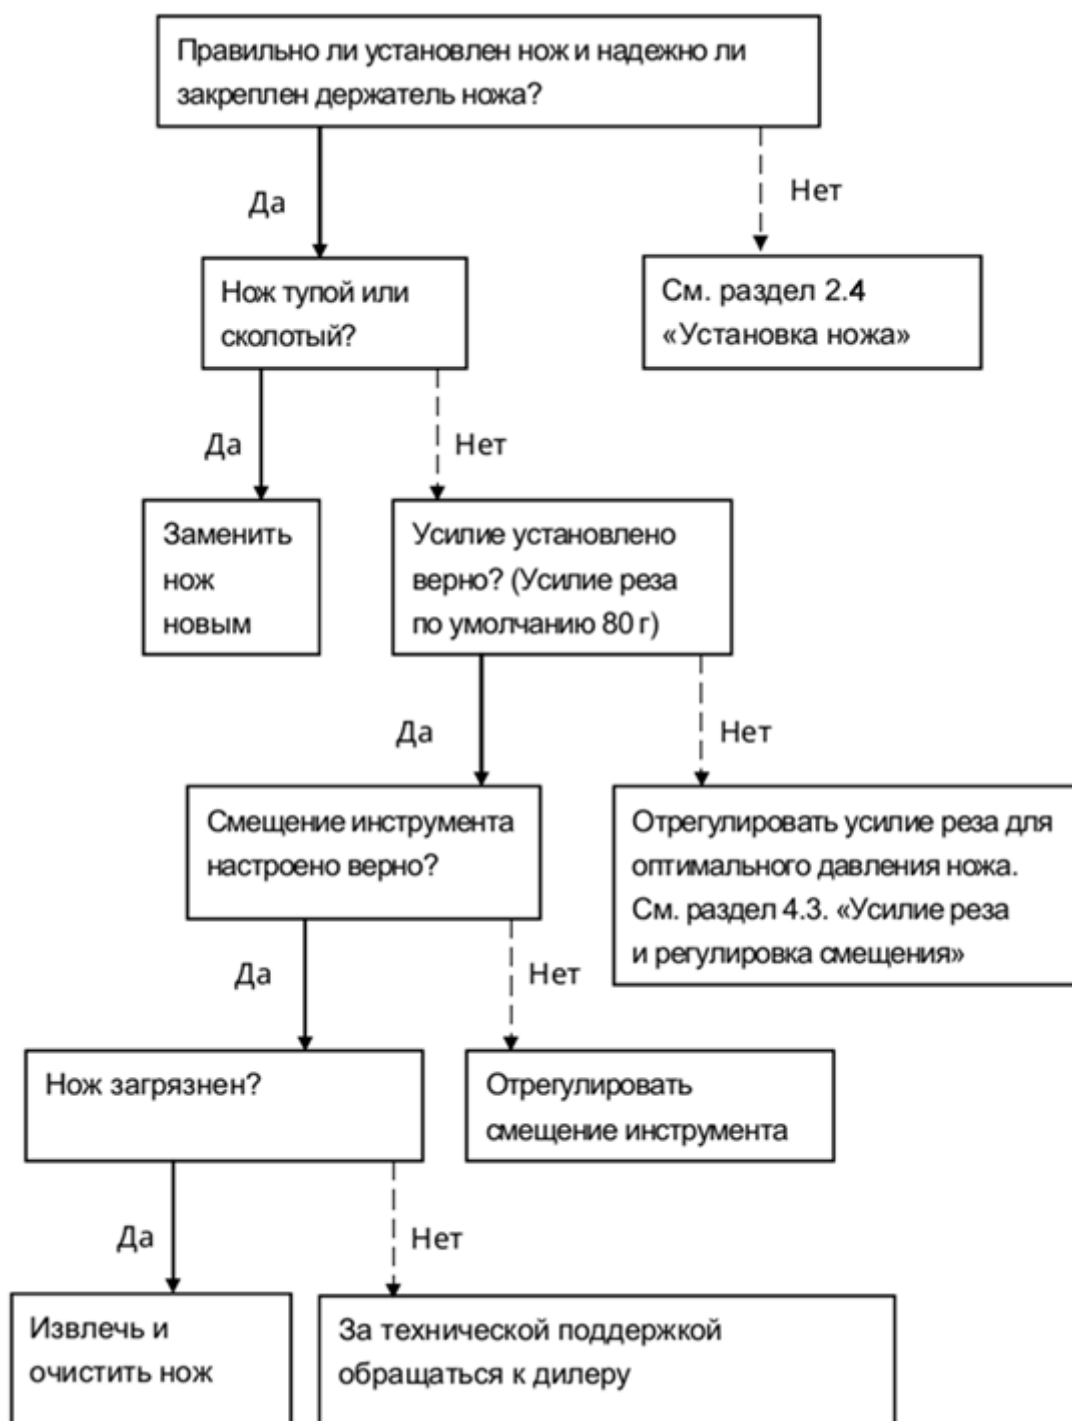 Правильно ли установлен нож и надежно ли
закреплен держатель ножа?
Да
Нет
Нож тупой или
сколотый?
См. раздел 2.4
«Установка ножа»
Да
Нет
Заменить
нож
новым
Усилие установлено
верно? (Усилие реза
по умолчанию 80 г)
Да
Нет
Смещение инструмента
настроено верно?
Отрегулировать усилие реза для
оптимального давления ножа.
См. раздел 4.3. «Усилие реза
и регулировка смещения»
Да
Нет
Нож загрязнен?
Отрегулировать
смещение инструмента
Да
Нет
Извлечь и
очистить нож
За технической поддержкой
обращаться к дилеру